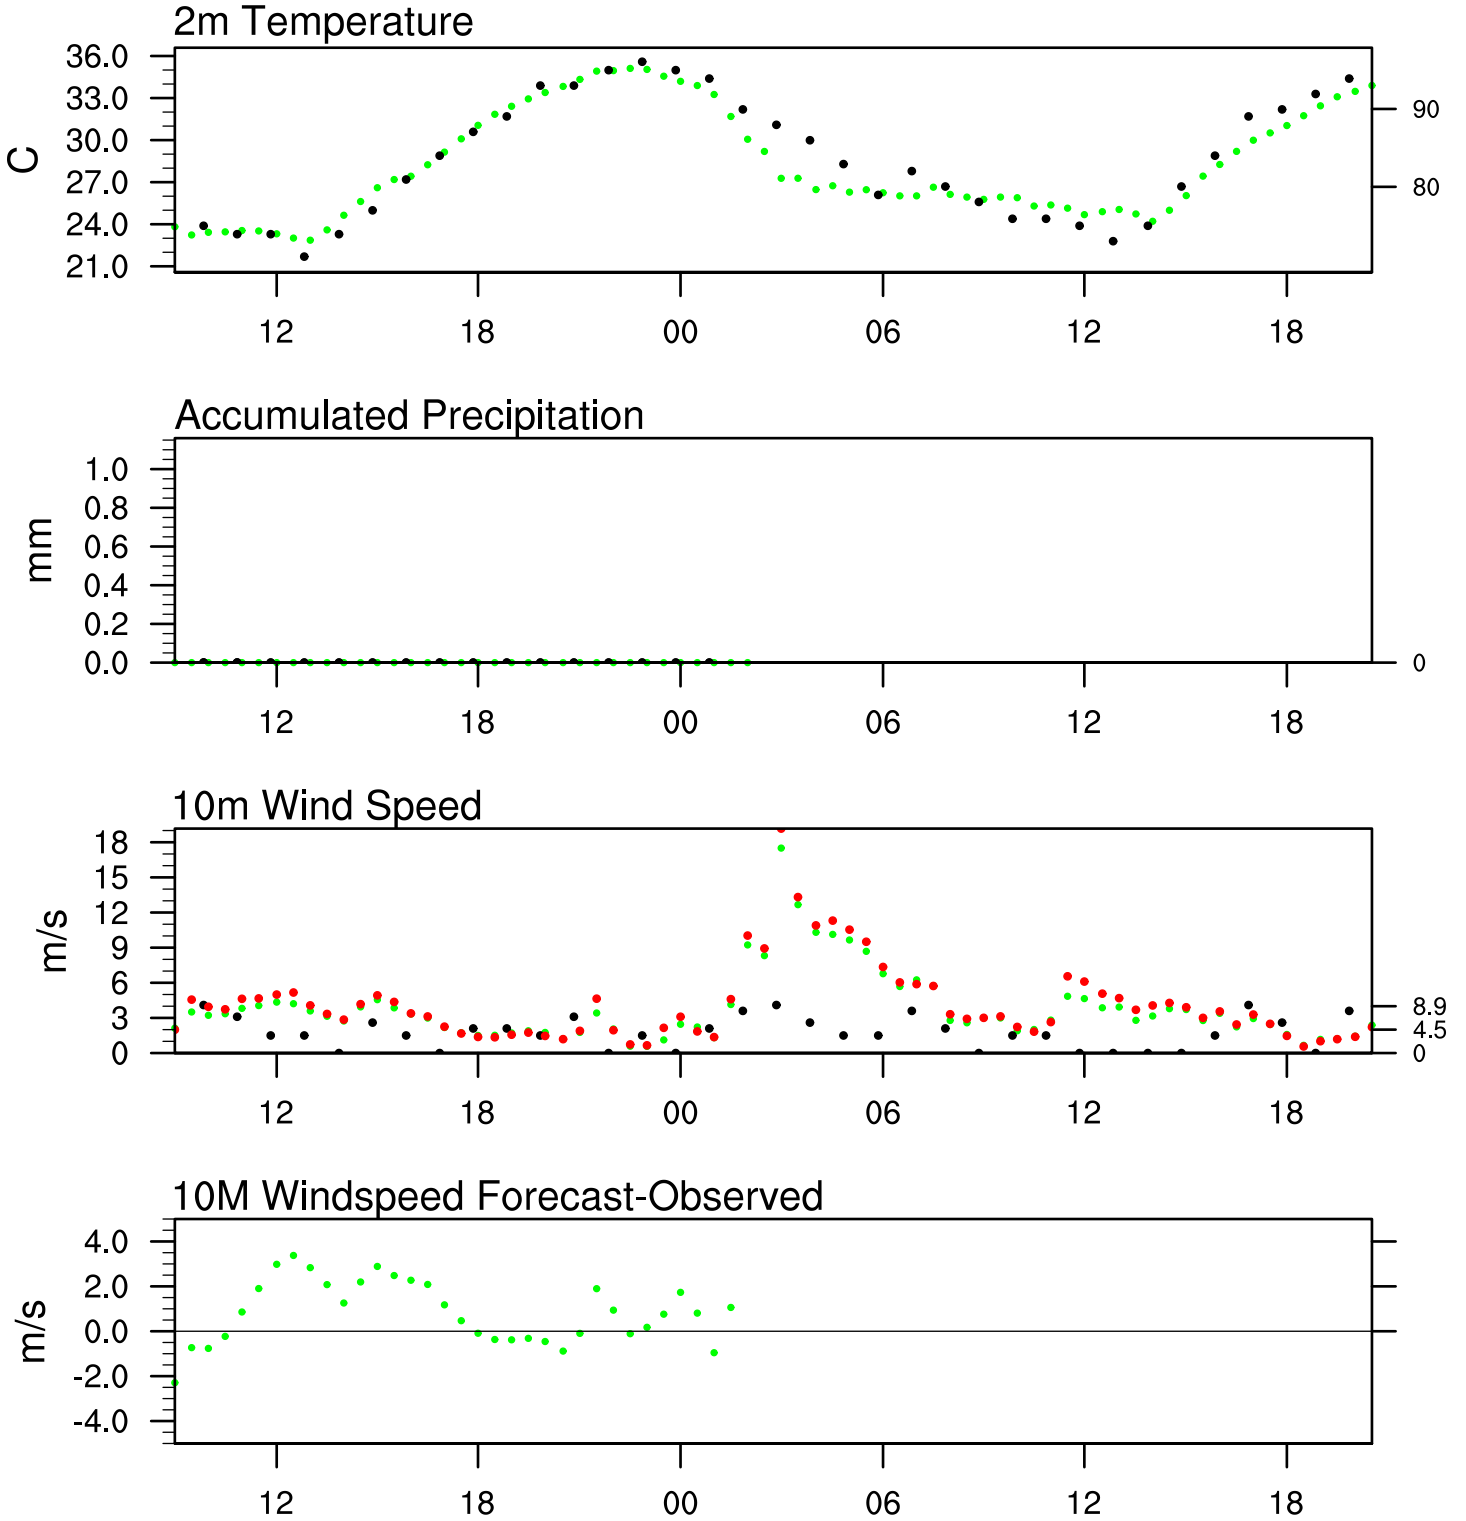 2m Temperature
36.0
33.0
30.0
27.0
24.0
21.0
C
90
80
12 18 00 06 12 18
Accumulated Precipitation
1.0
0.8
0.6
0.4
0.2
0.0
mm
0
12 18 00 06 12 18
10m Wind Speed
18
15
12
9
6
3
0
m/s
8.9
4.5
0
12 18 00 06 12 18
10M Windspeed Forecast-Observed
4.0
2.0
0.0
-2.0
-4.0
m/s
12 18 00 06 12 18